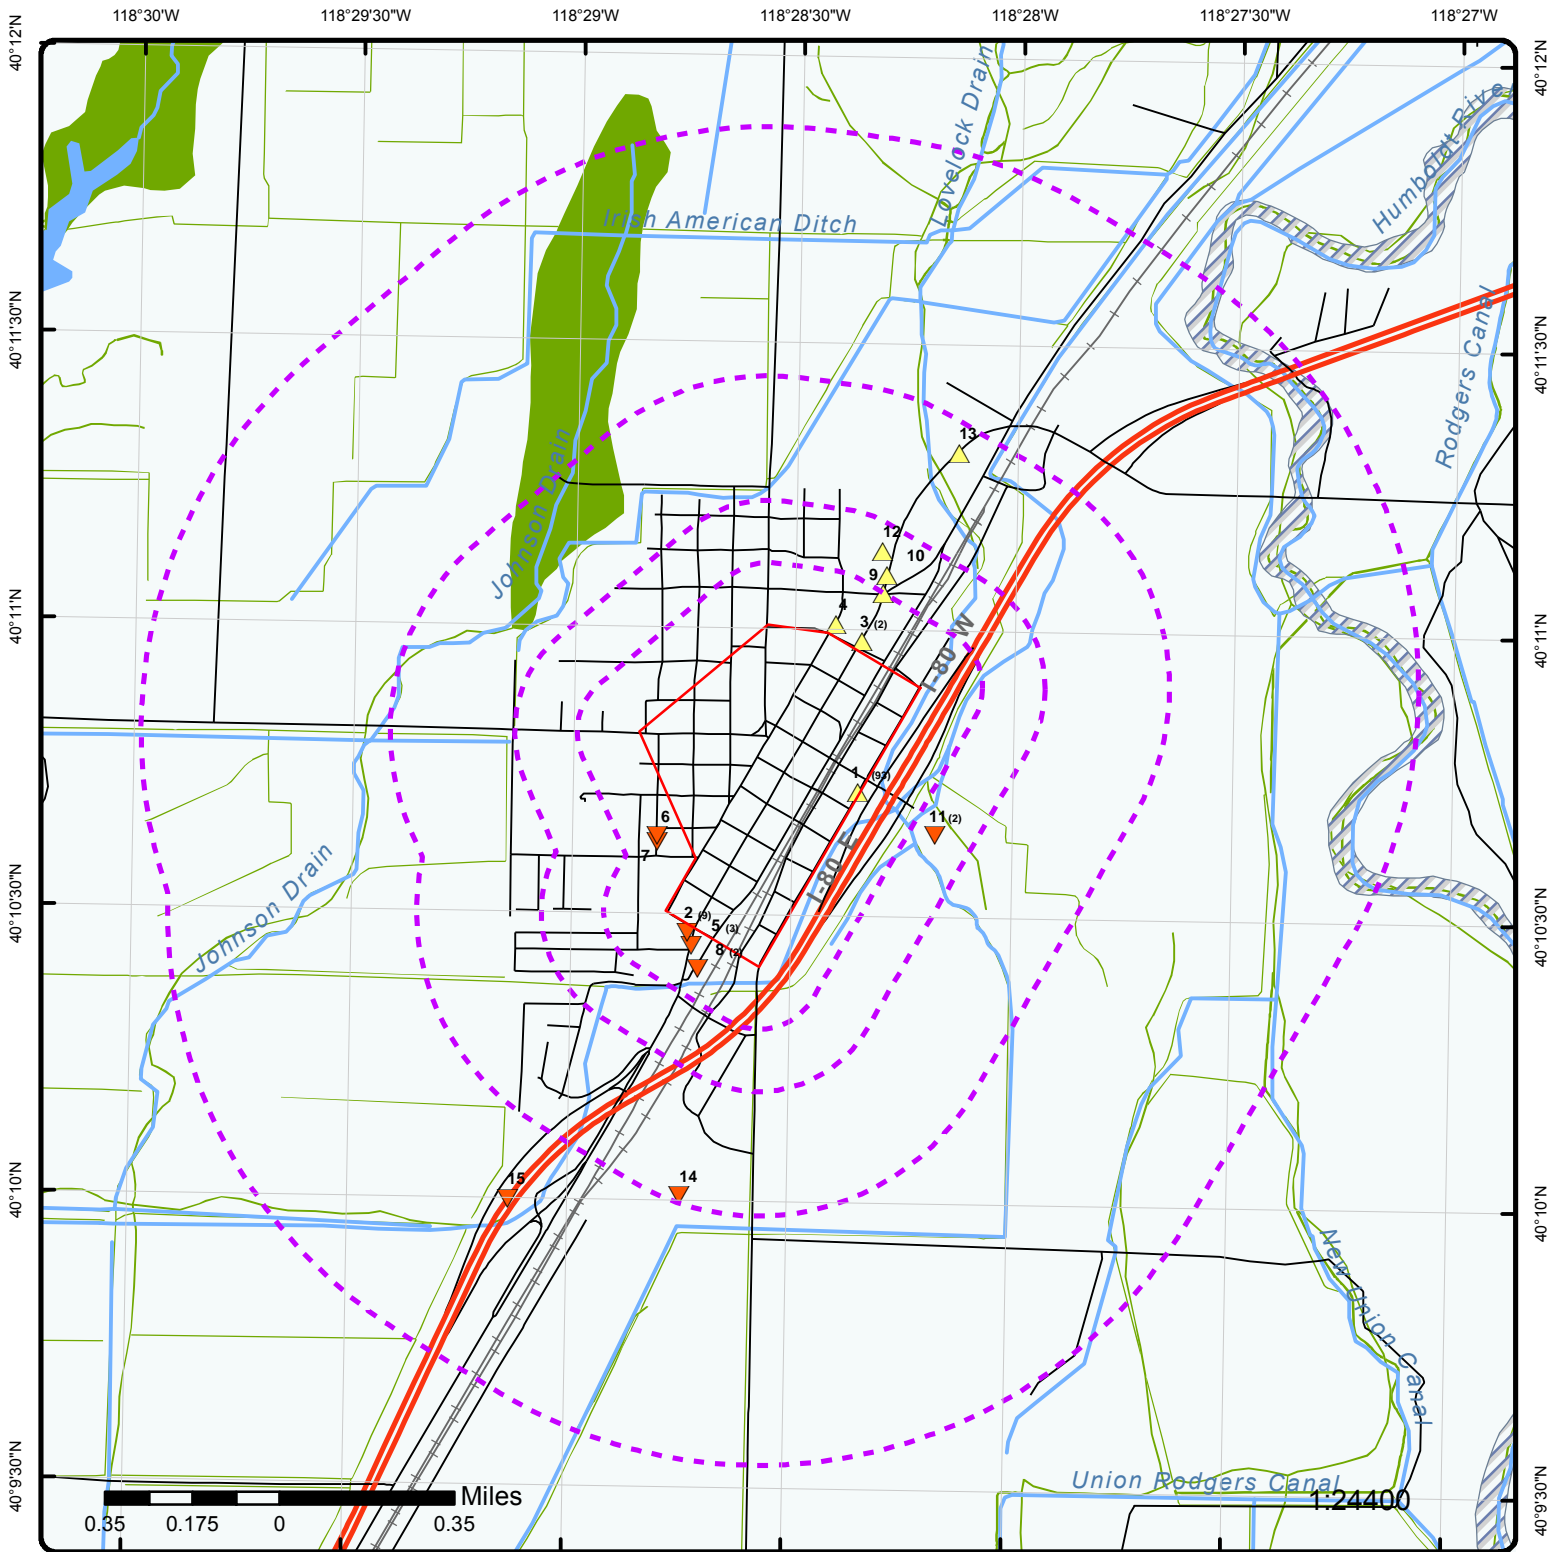 118°30'W 118°29'30"W 118°29'W 118°28'30"W 118°28'W 118°27'30"W 118°27'W
40°12'N
40°12'N
Lovelock Drain
Humboldt River
Irish American Ditch
40°11'30"N
40°11'30"N
Rodgers Canal
13
Johnson Drain
12
10
9
4
3 (2)
40°11'N
40°11'N
I-80 W
1 (93)
6
11 (2)
7
I-80 E
Johnson Drain
40°10'30"N
40°10'30"N
2 (9)
5 (3)
8 (2)
15
14
40°10'N
40°10'N
New Union Canal
40°9'30"N
40°9'30"N
Union Rodgers Canal
1:24400
Miles
0.35 0.175 0 0.35